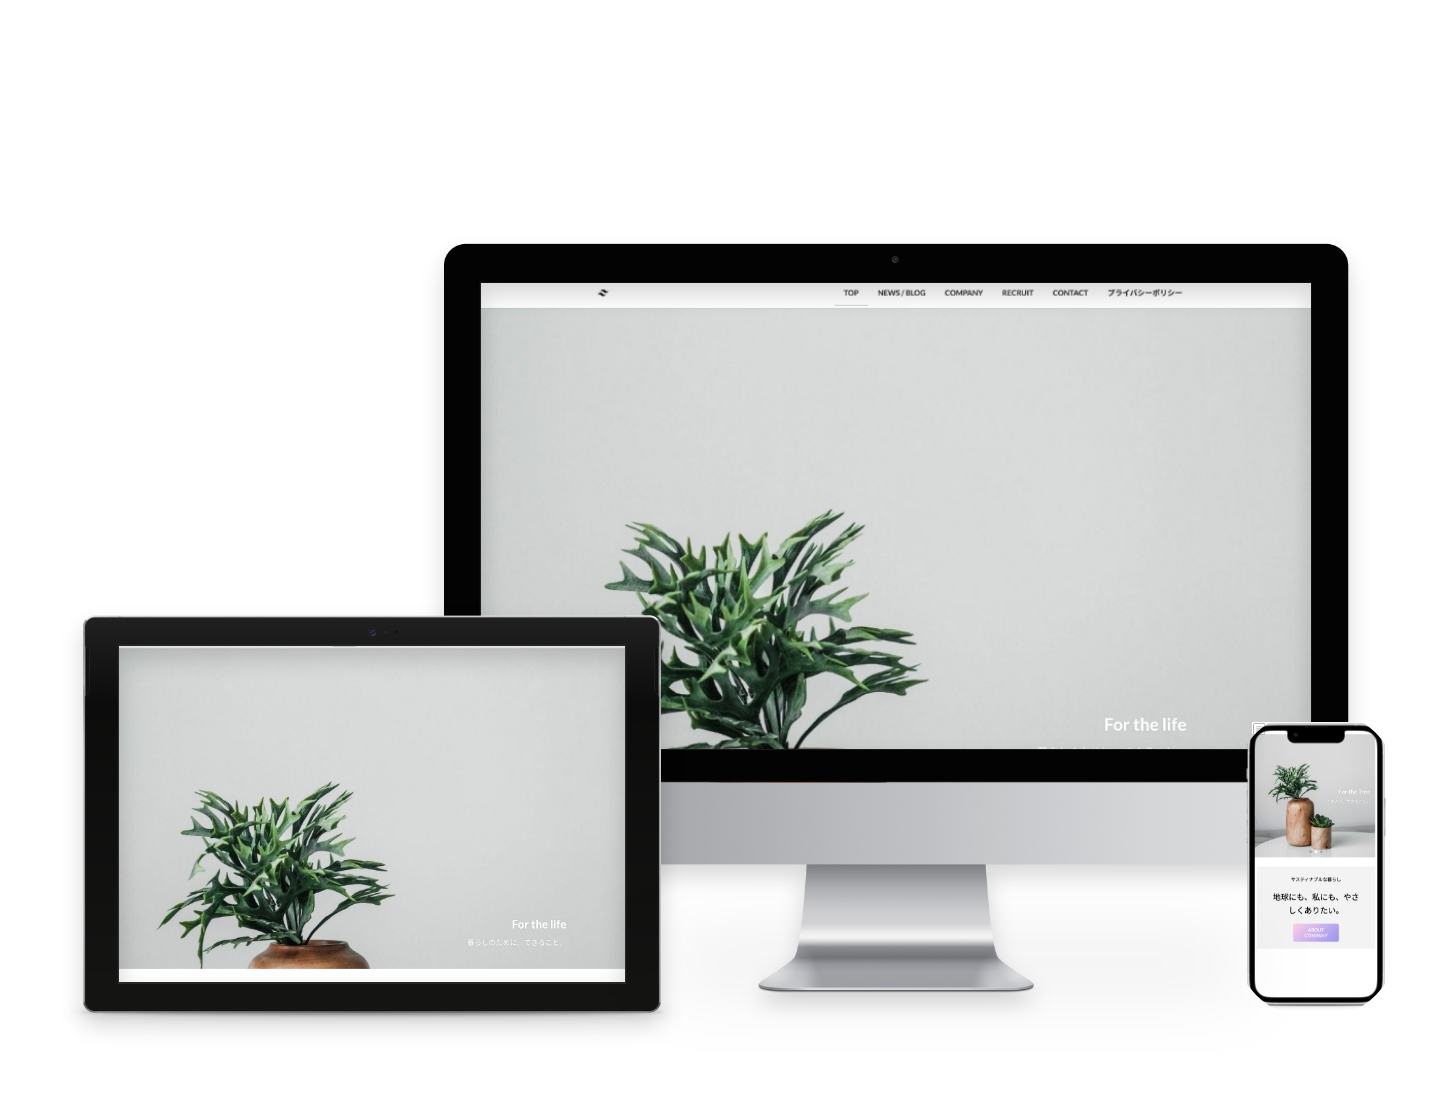 TOP NEWS / BLOG COMPANY RECRUIT CONTACT プライバシーポリシー
For the life
For the life
暮らしのために、できること。
For the life
サスティナブルな暮らし
地球にも、私にも、やさ
しくありたい。
ABOUT
COMPANY